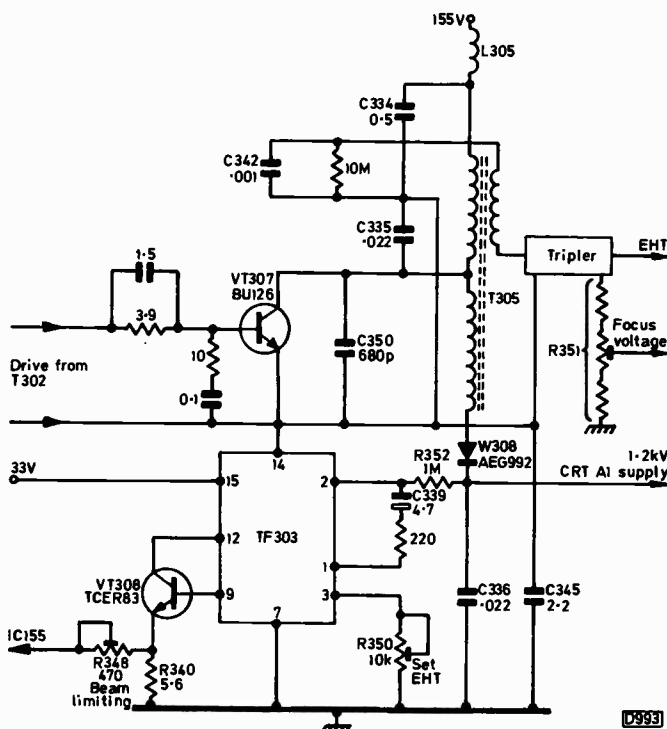 155V
L305
C334
0·5
C342
·001
10M
C335
·022
Tripler
EHT
1·5
VT307
BU126
T305
3·9
C350
680p
R351
Focus
voltage
Drive from
T302
10
0·1
W308
AEG992
1·2kV
CRT A1 supply
R352
1M
33V
14
15
2
C339
4·7
12
TF303
220
VT308
TCER83
9
1
3
7
C336
·022
C345
2·2
IC155
R348
470
Beam
limiting
R340
5·6
R350
10k
Set
EHT
D993